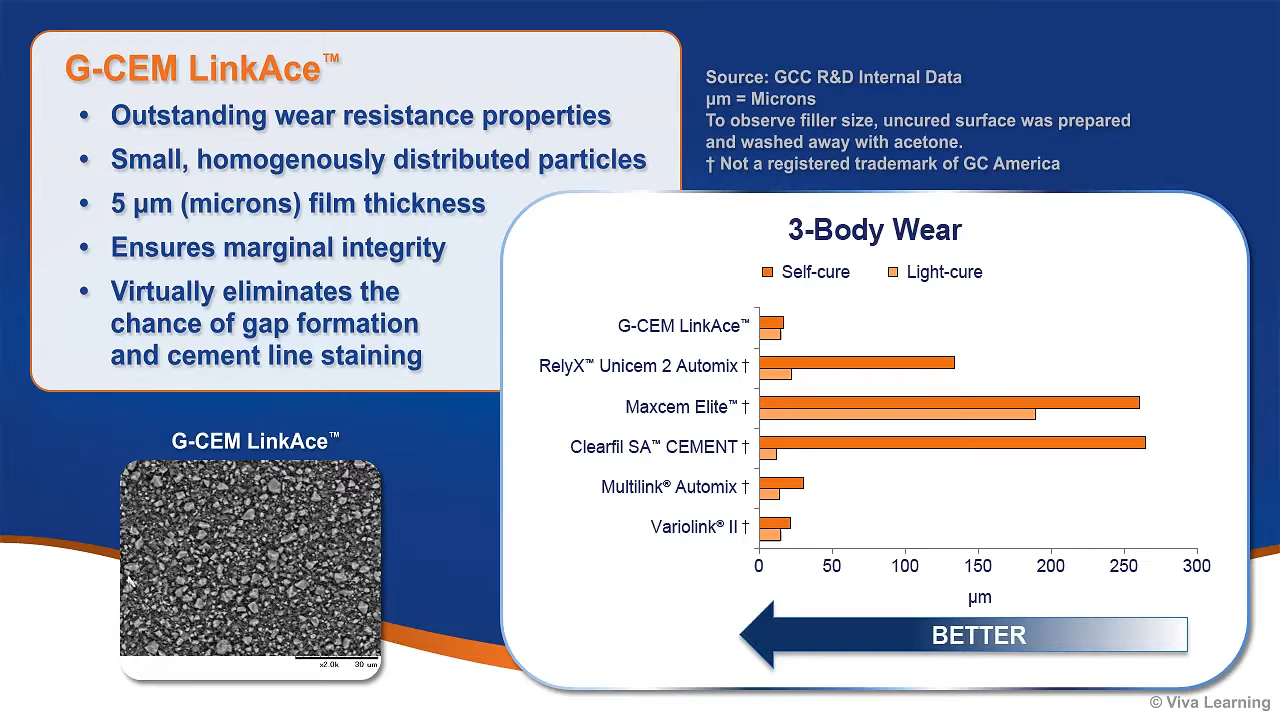 G-CEM LinkAce™
• Outstanding wear resistance properties
• Small, homogenously distributed particles
• 5 µm (microns) film thickness
• Ensures marginal integrity
• Virtually eliminates the
chance of gap formation
and cement line staining
Source: GCC R&D Internal Data
µm = Microns
To observe filler size, uncured surface was prepared
and washed away with acetone.
† Not a registered trademark of GC America
G-CEM LinkAce™
x2.0k 30 um
3-Body Wear
Self-cure Light-cure
G-CEM LinkAce™
RelyX™ Unicem 2 Automix †
Maxcem Elite™ †
Clearfil SA™ CEMENT †
Multilink® Automix †
Variolink® II †
0 50 100 150 200 250 300
µm
BETTER
© Viva Learning